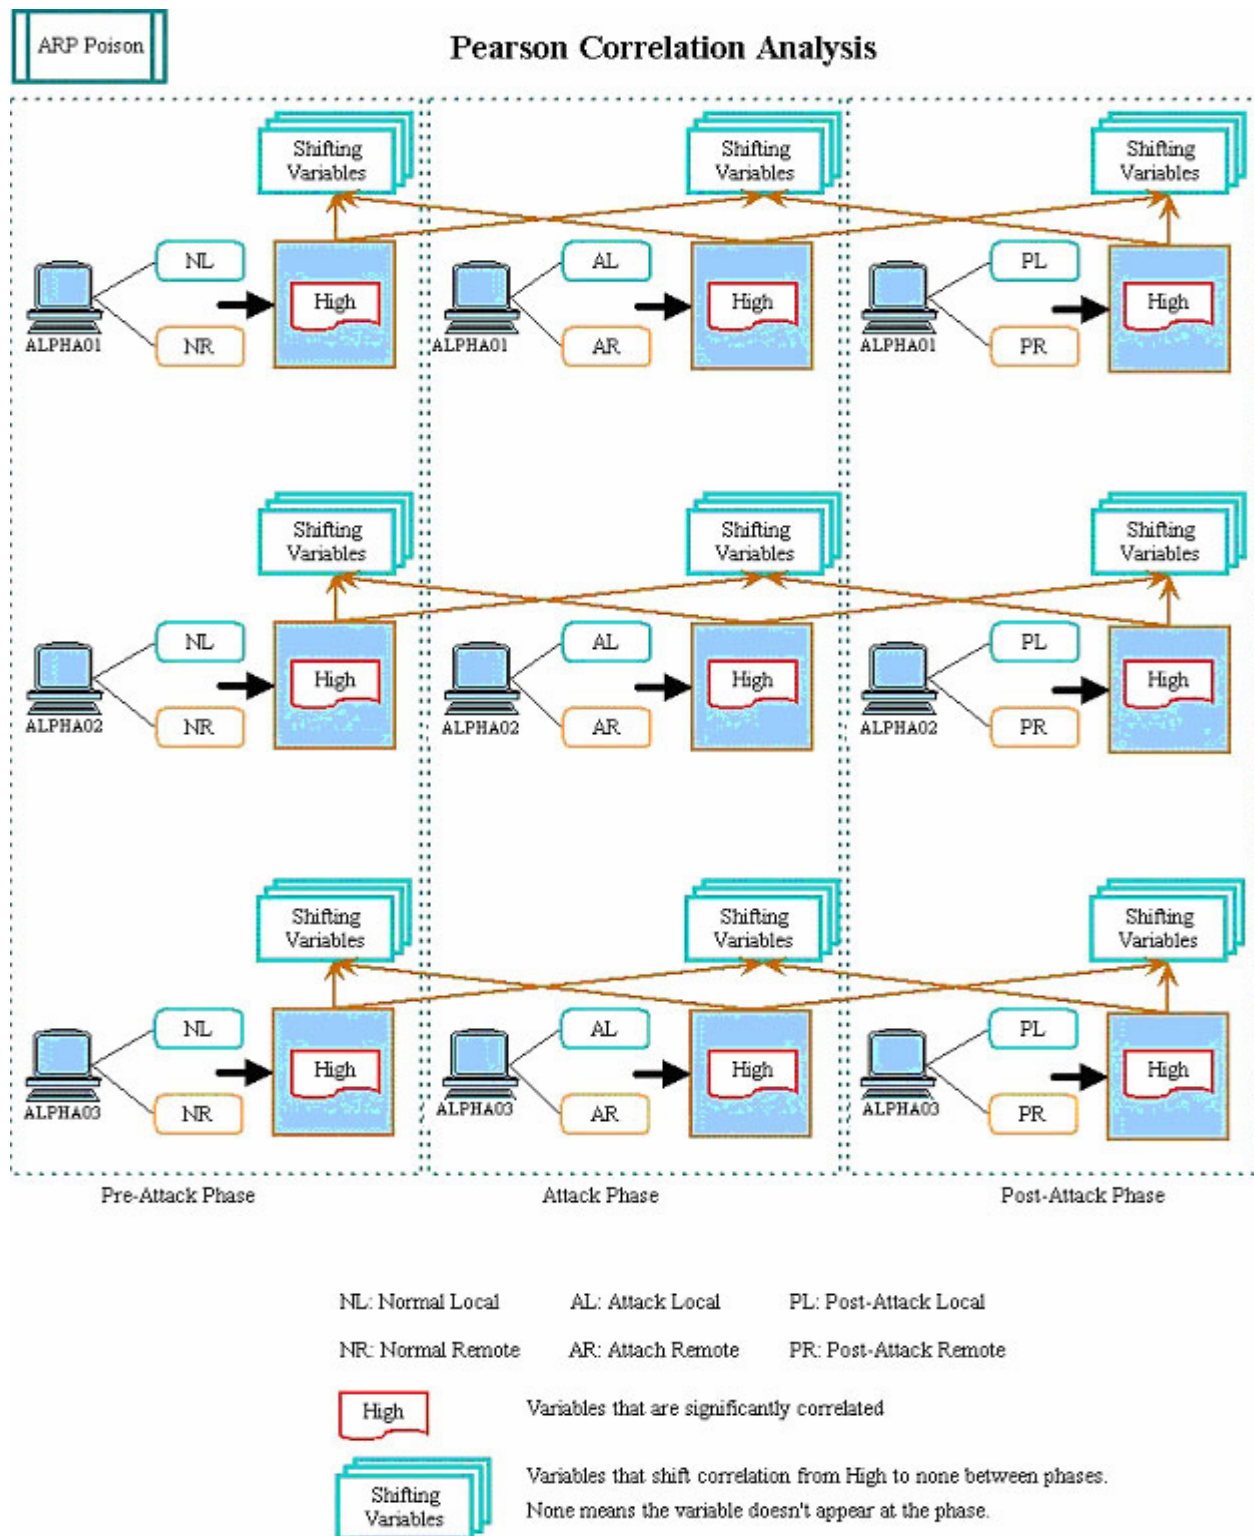 ARP Poison
Pearson Correlation Analysis
Shifting
Variables
Shifting
Variables
Shifting
Variables
NL
High
NR
ALPHA01
AL
High
AR
ALPHA01
PL
High
PR
ALPHA01
Shifting
Variables
Shifting
Variables
Shifting
Variables
NL
High
NR
ALPHA02
AL
High
AR
ALPHA02
PL
High
PR
ALPHA02
Shifting
Variables
Shifting
Variables
Shifting
Variables
NL
High
NR
ALPHA03
AL
High
AR
ALPHA03
PL
High
PR
ALPHA03
Pre-Attack Phase
Attack Phase
Post-Attack Phase
NL: Normal Local
AL: Attack Local
PL: Post-Attack Local
NR: Normal Remote
AR: Attach Remote
PR: Post-Attack Remote
High
Variables that are significantly correlated
Shifting
Variables
Variables that shift correlation from High to none between phases.
None means the variable doesn't appear at the phase.